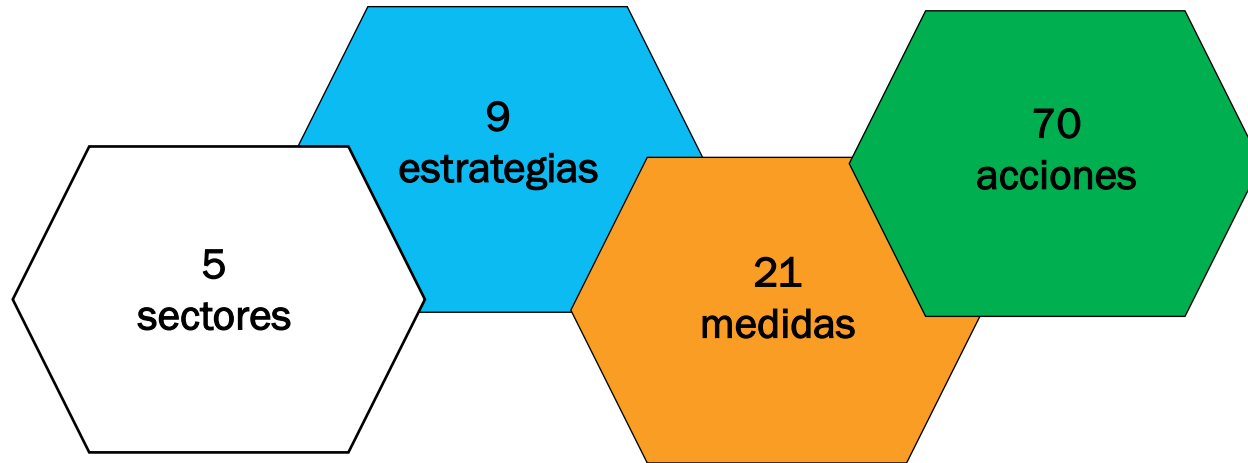 5
sectores
9
estrategias
21
medidas
70
acciones